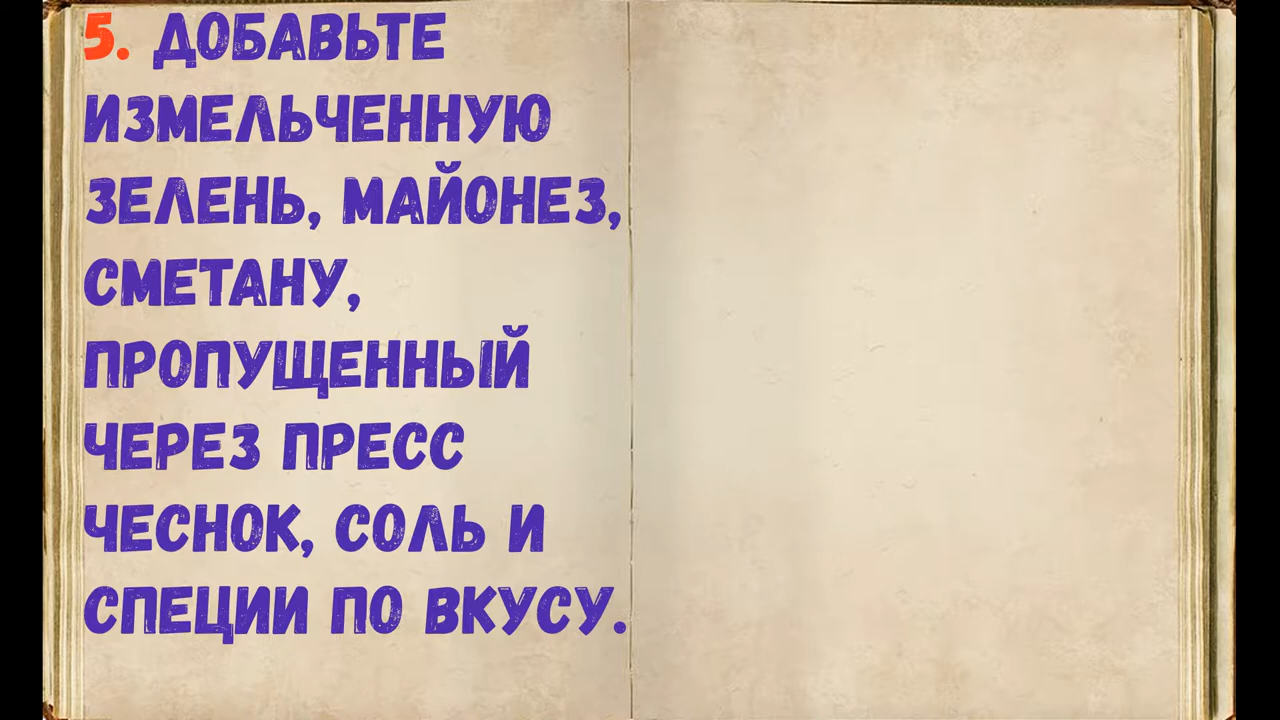 5. ДОБАВЬТЕ
ИЗМЕЛЬЧЕННУЮ
ЗЕЛЕНЬ, МАЙОНЕЗ,
СМЕТАНУ,
ПРОПУЩЕННЫЙ
ЧЕРЕЗ ПРЕСС
ЧЕСНОК, СОЛЬ И
СПЕЦИИ ПО ВКУСУ.